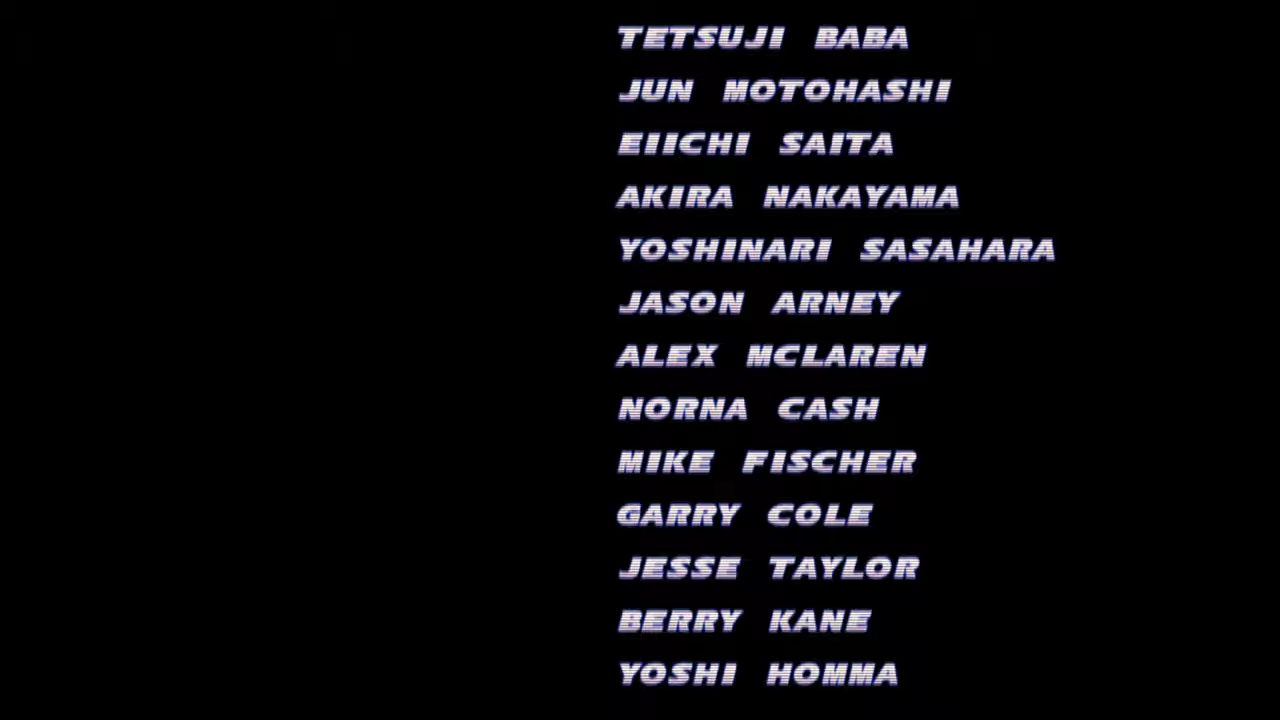 TETSUJI BABA
JUN MOTOHASHI
EIICHI SAITA
AKIRA NAKAYAMA
YOSHINARI SASAHARA
JASON ARNEY
ALEX MCLAREN
NORNA CASH
MIKE FISCHER
GARRY COLE
JESSE TAYLOR
BERRY KANE
YOSHI HOMMA